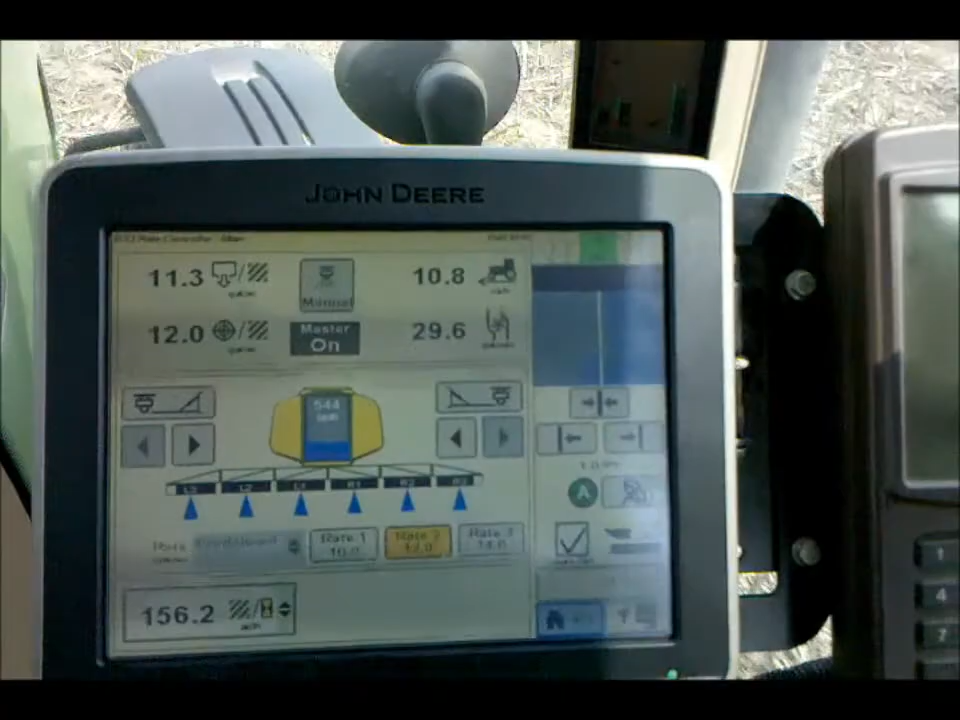 JOHN DEERE
11.3
Manual
10.8
12.0
Master
On
29.6
544
L3 L2 L1 R1 R2 R3
A
Rate
Rate 1
10.0
Rate 2
12.0
Rate 3
14.0
156.2
1
4
7